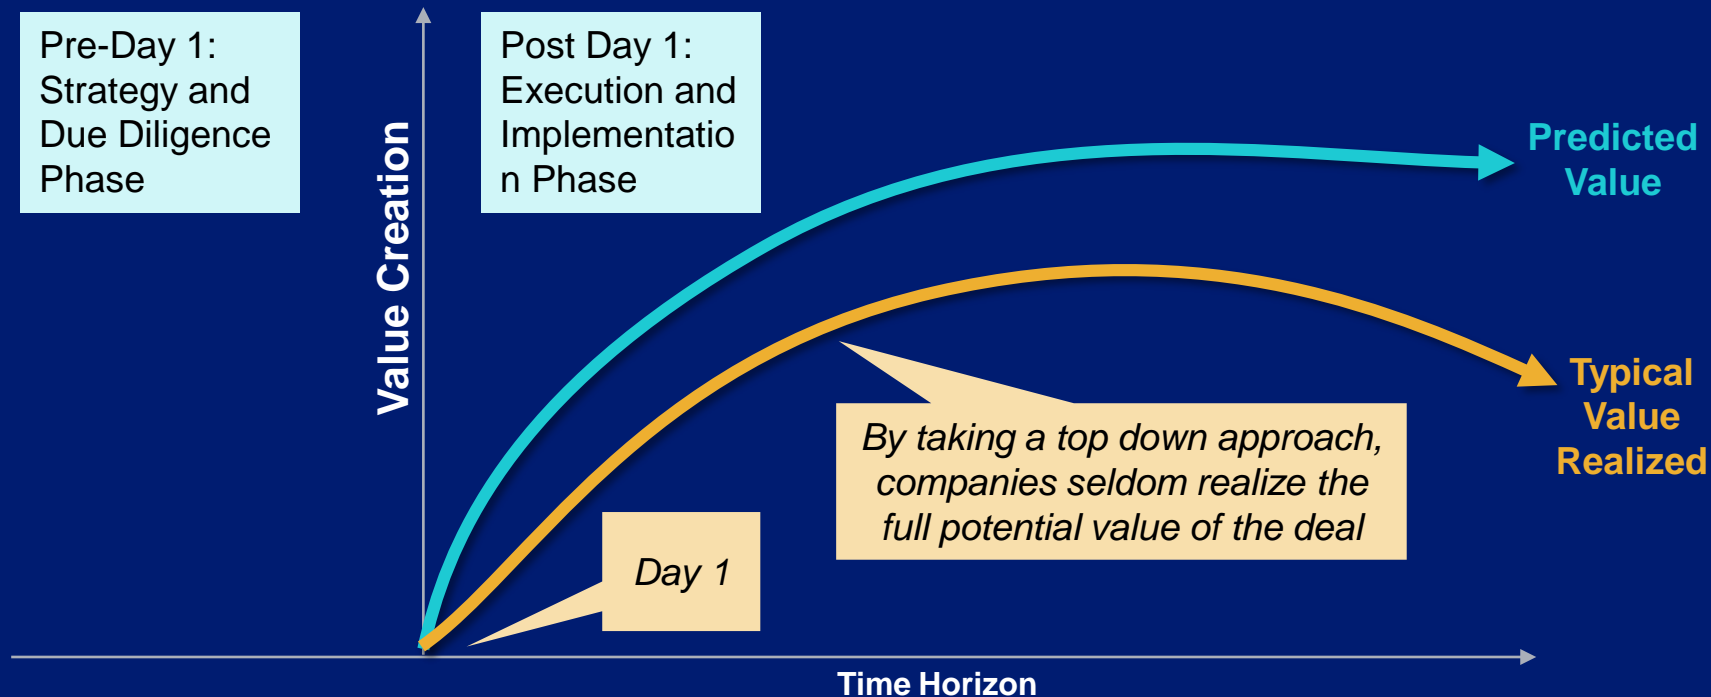 Pre-Day 1:
Strategy and
Due Diligence
Phase
Post Day 1:
Execution and
Implementatio
n Phase
Value Creation
Predicted
Value
Typical
Value
Realized
By taking a top down approach,
companies seldom realize the
full potential value of the deal
Day 1
Time Horizon